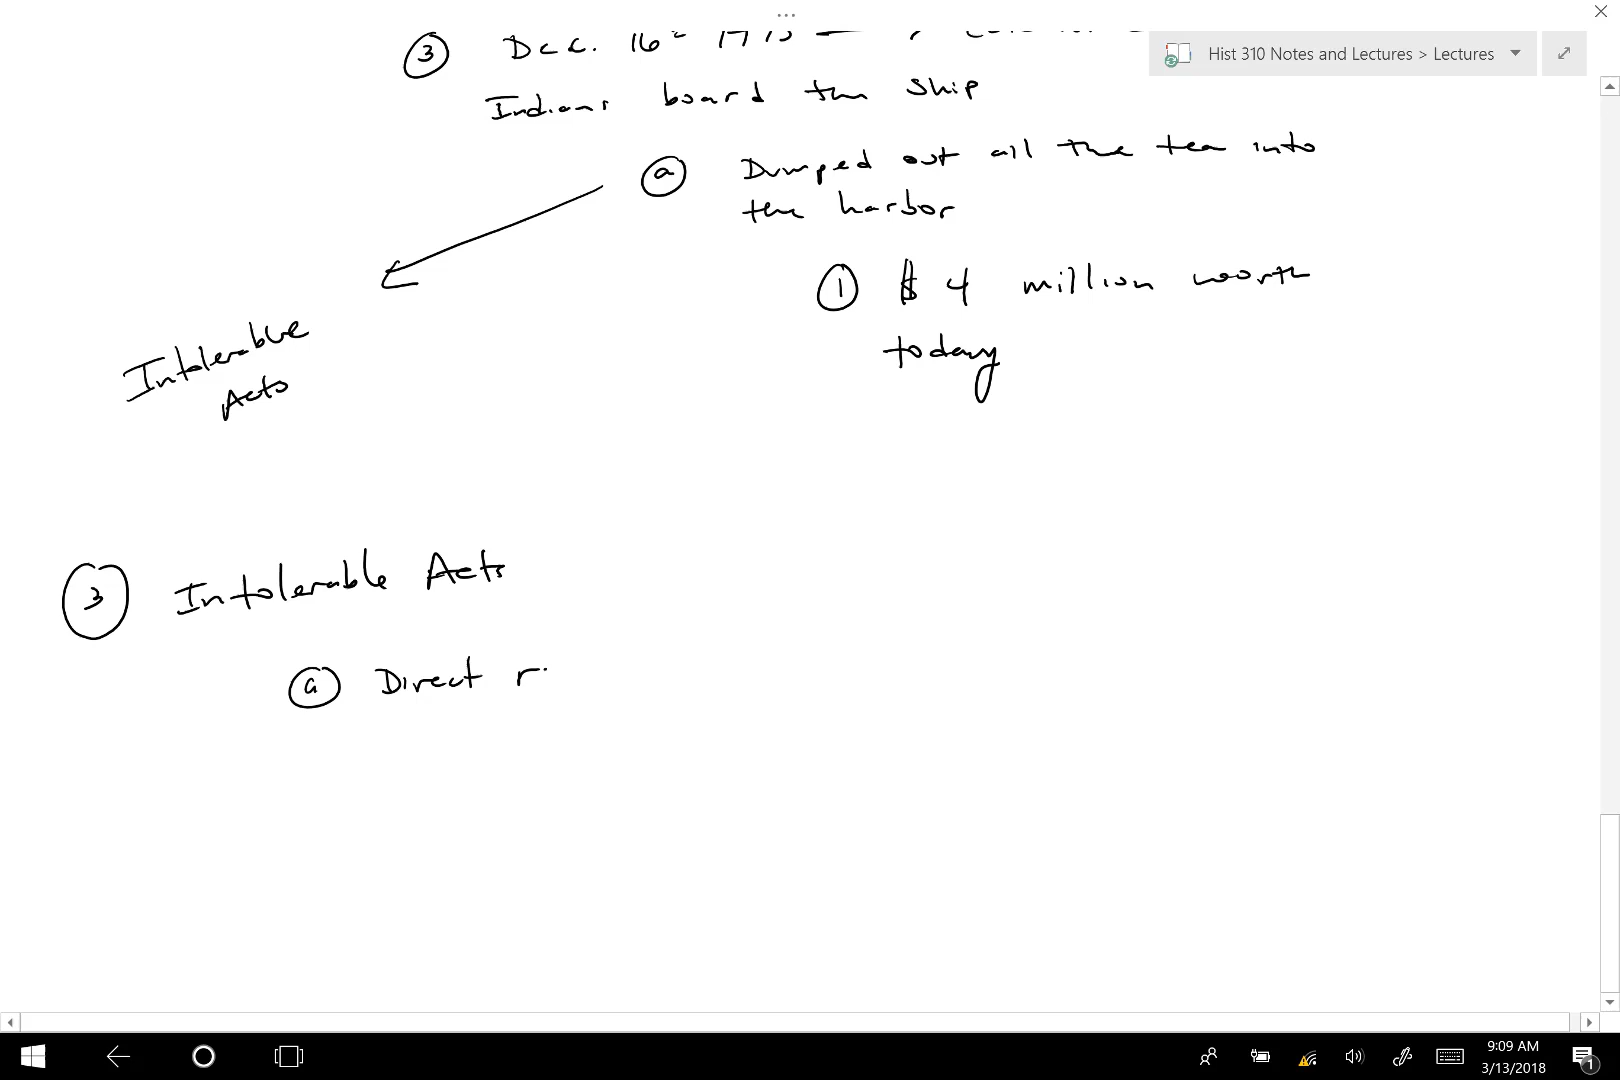 ...
Hist 310 Notes and Lectures > Lectures
3 Dec. 16
Indians board the ship
a Dumped out all the tea into
the harbor
1 $ 4 million worth
today
Intolerable
Acts
3 Intolerable Acts
a Direct r
9:09 AM
3/13/2018
1